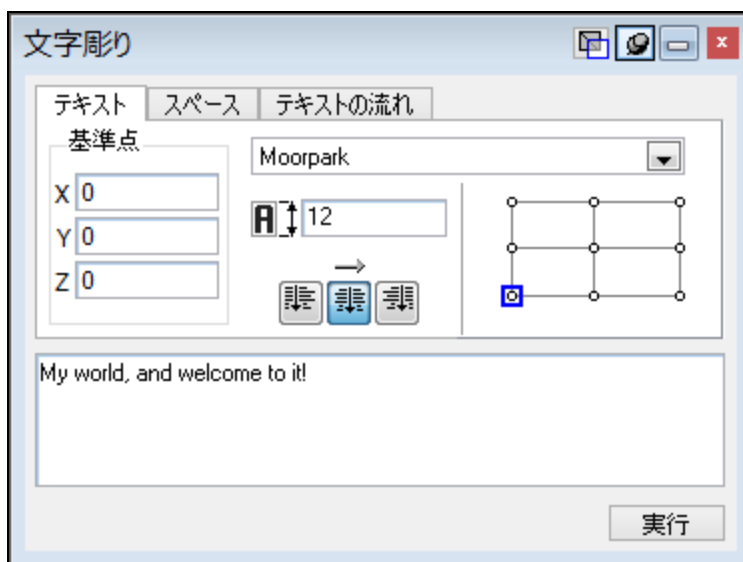 文字彫り
テキスト スペース テキストの流れ
基準点
Moorpark
X 0
A 12
Y 0
Z 0
My world, and welcome to it!
実行